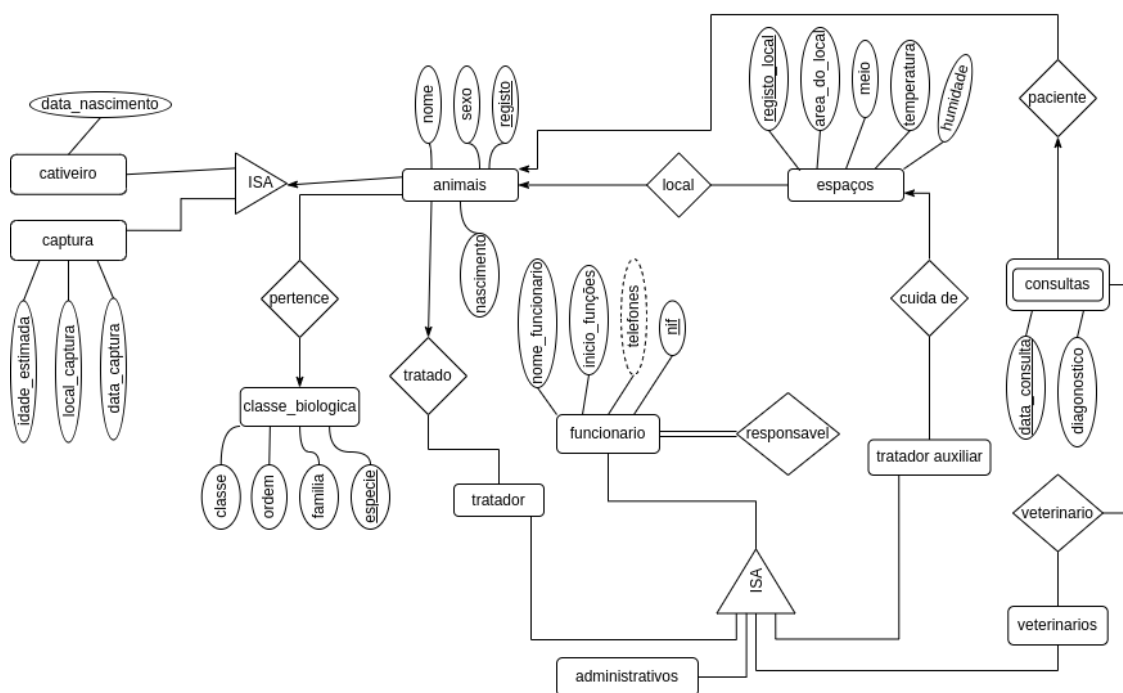 paciente
registo_local
area_do_local
meio
temperatura
humidade
nome
sexo
registo
data_nascimento
cativeiro
ISA
animais
local
espaços
captura
nascimento
pertence
cuida de
consultas
idade_estimada
local_captura
data_captura
nome_funcionario
inicio_funções
telefones
nif
tratado
data_consulta
diagonostico
classe_biologica
funcionario
responsavel
tratador auxiliar
classe
ordem
familia
especie
tratador
veterinario
ISA
veterinarios
administrativos